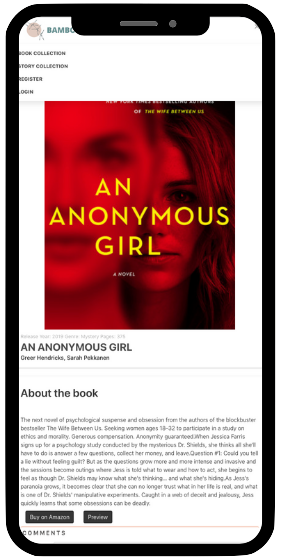 BAMBO
BOOK COLLECTION
STORY COLLECTION
REGISTER
LOGIN
NEW YORK TIMES BESTSELLING AUTHORS
OF THE WIFE BETWEEN US
AN
ANONYMOUS
GIRL
A NOVEL
AN ANONYMOUS GIRL
Greer Hendricks, Sarah Pekkanen
About the book
The next novel of psychological suspense and obsession from the authors of the blockbuster
bestseller The Wife Between Us. Seeking women ages 18–32 to participate in a study on
ethics and morality. Generous compensation. Anonymity guaranteed.When Jessica Farris
signs up for a psychology study conducted by the mysterious Dr. Shields, she thinks all she'll
have to do is answer a few questions, collect her money, and leave.Question #1: Could you tell
a lie without feeling guilt? But as the questions grow more and more intense and invasive and
the sessions become outings where Jess is told what to wear and how to act, she begins to
feel as though Dr. Shields may know what she's thinking... and what she's hiding.As Jess's
paranoia grows, it becomes clear that she can no longer trust what in her life is real, and what
is one of Dr. Shields' manipulative experiments. Caught in a web of deceit and jealousy, Jess
quickly learns that some obsessions can be deadly.
Buy on Amazon Preview
COMMENTS